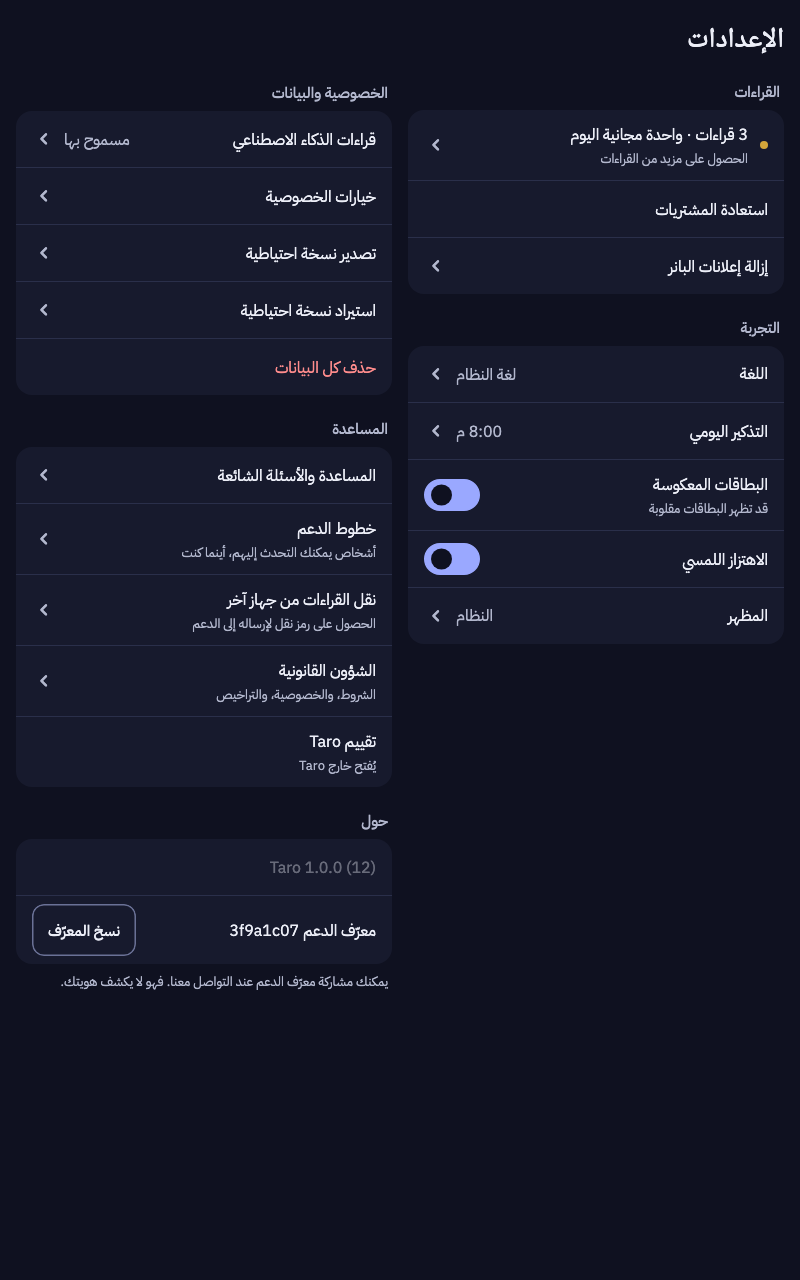 الإعدادات
القراءات
3 قراءات · واحدة مجانية اليوم
الحصول على مزيد من القراءات
استعادة المشتريات
إزالة إعلانات البانر
التجربة
اللغة
لغة النظام
التذكير اليومي
8:00 م
البطاقات المعكوسة
قد تظهر البطاقات مقلوبة
الاهتزاز اللمسي
المظهر
النظام
الخصوصية والبيانات
قراءات الذكاء الاصطناعي
مسموح بها
خيارات الخصوصية
تصدير نسخة احتياطية
استيراد نسخة احتياطية
حذف كل البيانات
المساعدة
المساعدة والأسئلة الشائعة
خطوط الدعم
أشخاص يمكنك التحدث إليهم، أينما كنت
نقل القراءات من جهاز آخر
الحصول على رمز نقل لإرساله إلى الدعم
الشؤون القانونية
الشروط، والخصوصية، والتراخيص
تقييم Taro
يُفتح خارج Taro
حول
Taro 1.0.0 (12)
معرّف الدعم 3f9a1c07
نسخ المعرّف
يمكنك مشاركة معرّف الدعم عند التواصل معنا. فهو لا يكشف هويتك.